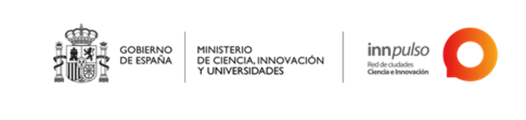 GOBIERNO
DE ESPAÑA
MINISTERIO
DE CIENCIA, INNOVACIÓN
Y UNIVERSIDADES
innpulso
Red de ciudades
Ciencia e Innovación